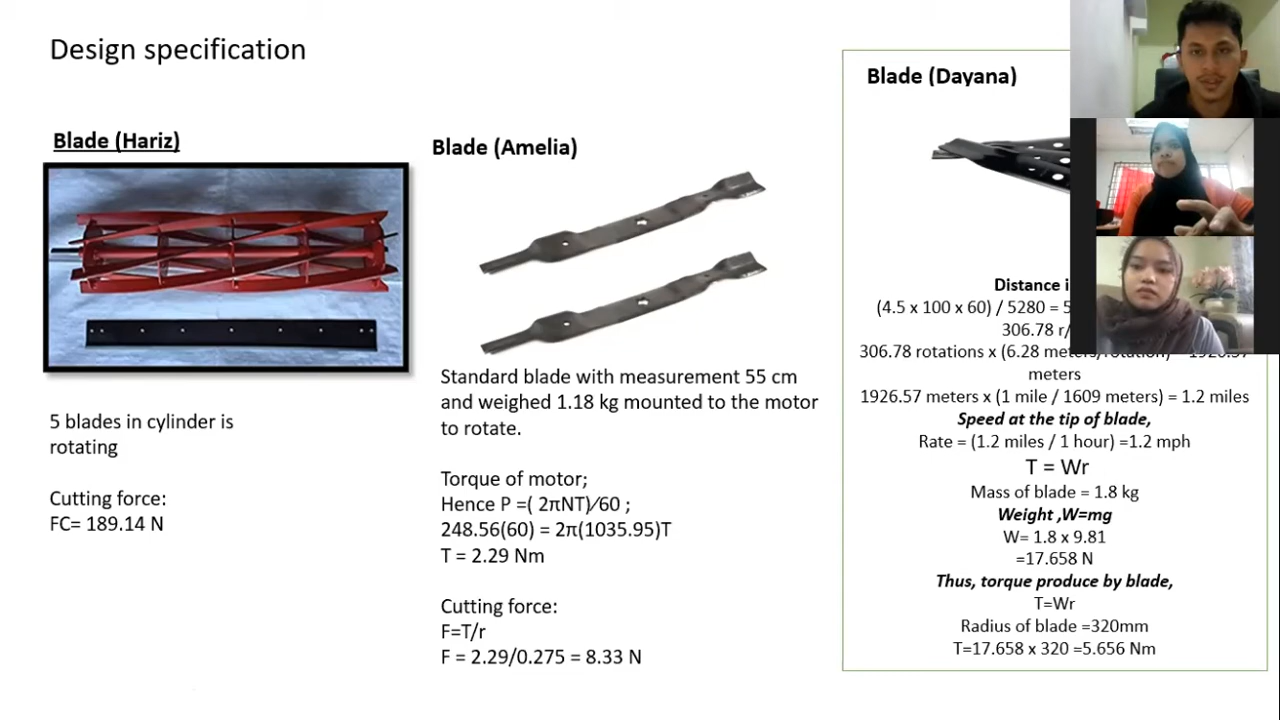 Design specification
Blade (Hariz)
5 blades in cylinder is
rotating
Cutting force:
FC= 189.14 N
Blade (Amelia)
Standard blade with measurement 55 cm
and weighed 1.18 kg mounted to the motor
to rotate.
Torque of motor;
Hence P =( 2πNT)⁄60 ;
248.56(60) = 2π(1035.95)T
T = 2.29 Nm
Cutting force:
F=T/r
F = 2.29/0.275 = 8.33 N
Blade (Dayana)
Distance
(4.5 x 100 x 60) / 5280 =
306.78
306.78 rotations x (6.28 meters/rotation) = 1926.57
meters
1926.57 meters x (1 mile / 1609 meters) = 1.2 miles
Speed at the tip of blade,
Rate = (1.2 miles / 1 hour) =1.2 mph
T = Wr
Mass of blade = 1.8 kg
Weight ,W=mg
W= 1.8 x 9.81
=17.658 N
Thus, torque produce by blade,
T=Wr
Radius of blade =320mm
T=17.658 x 320 =5.656 Nm